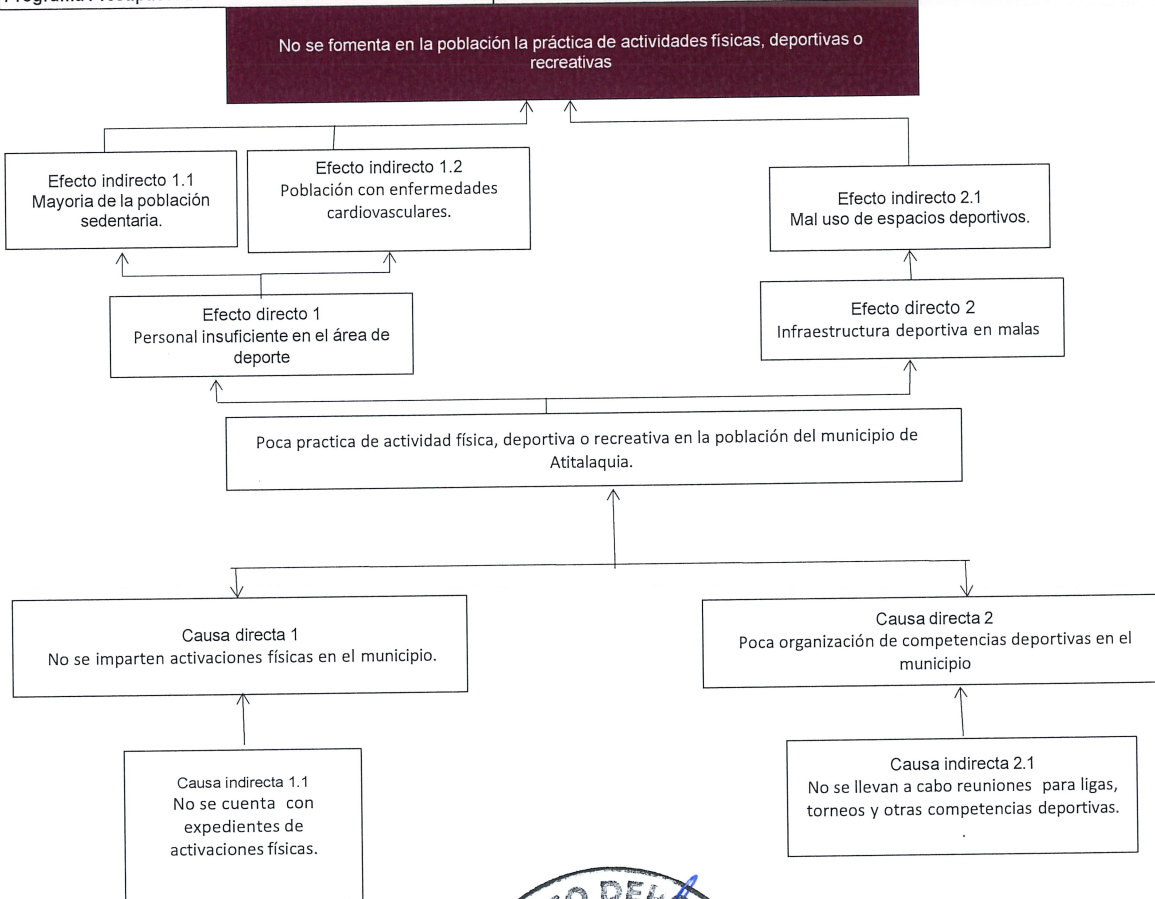 No se fomenta en la población la práctica de actividades físicas, deportivas o
recreativas
Efecto indirecto 1.1
Mayoria de la población
sedentaria.
Efecto indirecto 1.2
Población con enfermedades
cardiovasculares.
Efecto indirecto 2.1
Mal uso de espacios deportivos.
Efecto directo 1
Personal insuficiente en el área de
deporte
Efecto directo 2
Infraestructura deportiva en malas
Poca practica de actividad física, deportiva o recreativa en la población del municipio de
Atitalaquia.
Causa directa 1
No se imparten activaciones físicas en el municipio.
Causa directa 2
Poca organización de competencias deportivas en el
municipio
Causa indirecta 1.1
No se cuenta con
expedientes de
activaciones físicas.
Causa indirecta 2.1
No se llevan a cabo reuniones para ligas,
torneos y otras competencias deportivas.
.